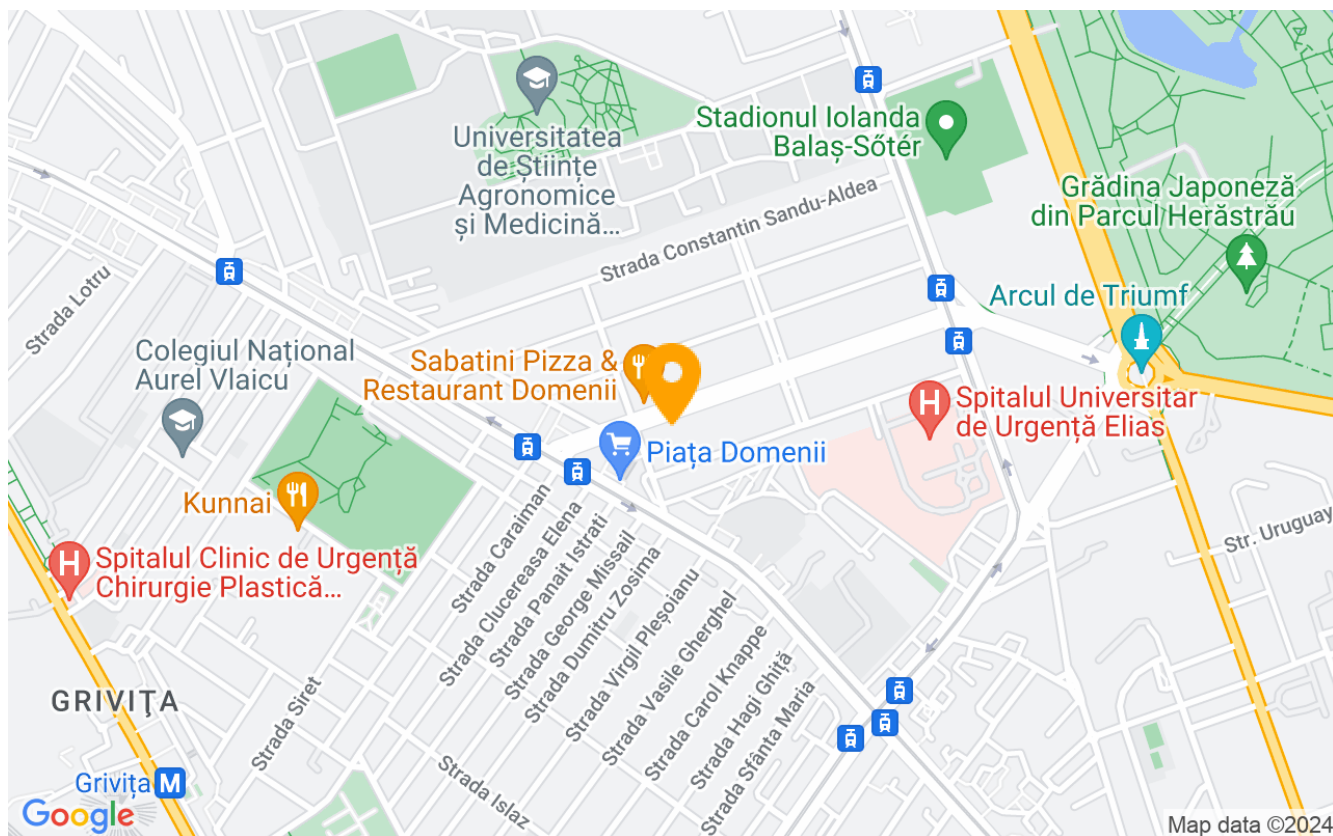 Universitatea
de Științe
Agronomice
și Medicină...
Stadionul Iolanda
Balaș-Sőtér
Grădina Japoneză
din Parcul Herăstrău
Strada Constantin Sandu-Aldea
Arcul de Triumf
Strada Lotru
Colegiul Național
Aurel Vlaicu
Sabatini Pizza &
Restaurant Domenii
H
Spitalul Universitar
de Urgență Elias
Piața Domenii
Kunnai
H
Spitalul Clinic de Urgență
Chirurgie Plastică...
Strada Caraiman
Strada Clucereasa Elena
Strada Panait Istrati
Strada George Missail
Strada Dumitru Zosima
Strada Virgil Pleșoianu
Strada Vasile Gherghel
Strada Carol Knappe
Strada Hagi Ghiță
Strada Sfânta Maria
Str. Uruguay
GRIVIŢA
Strada Siret
Strada Islaz
Grivița M
Google
Map data ©2024